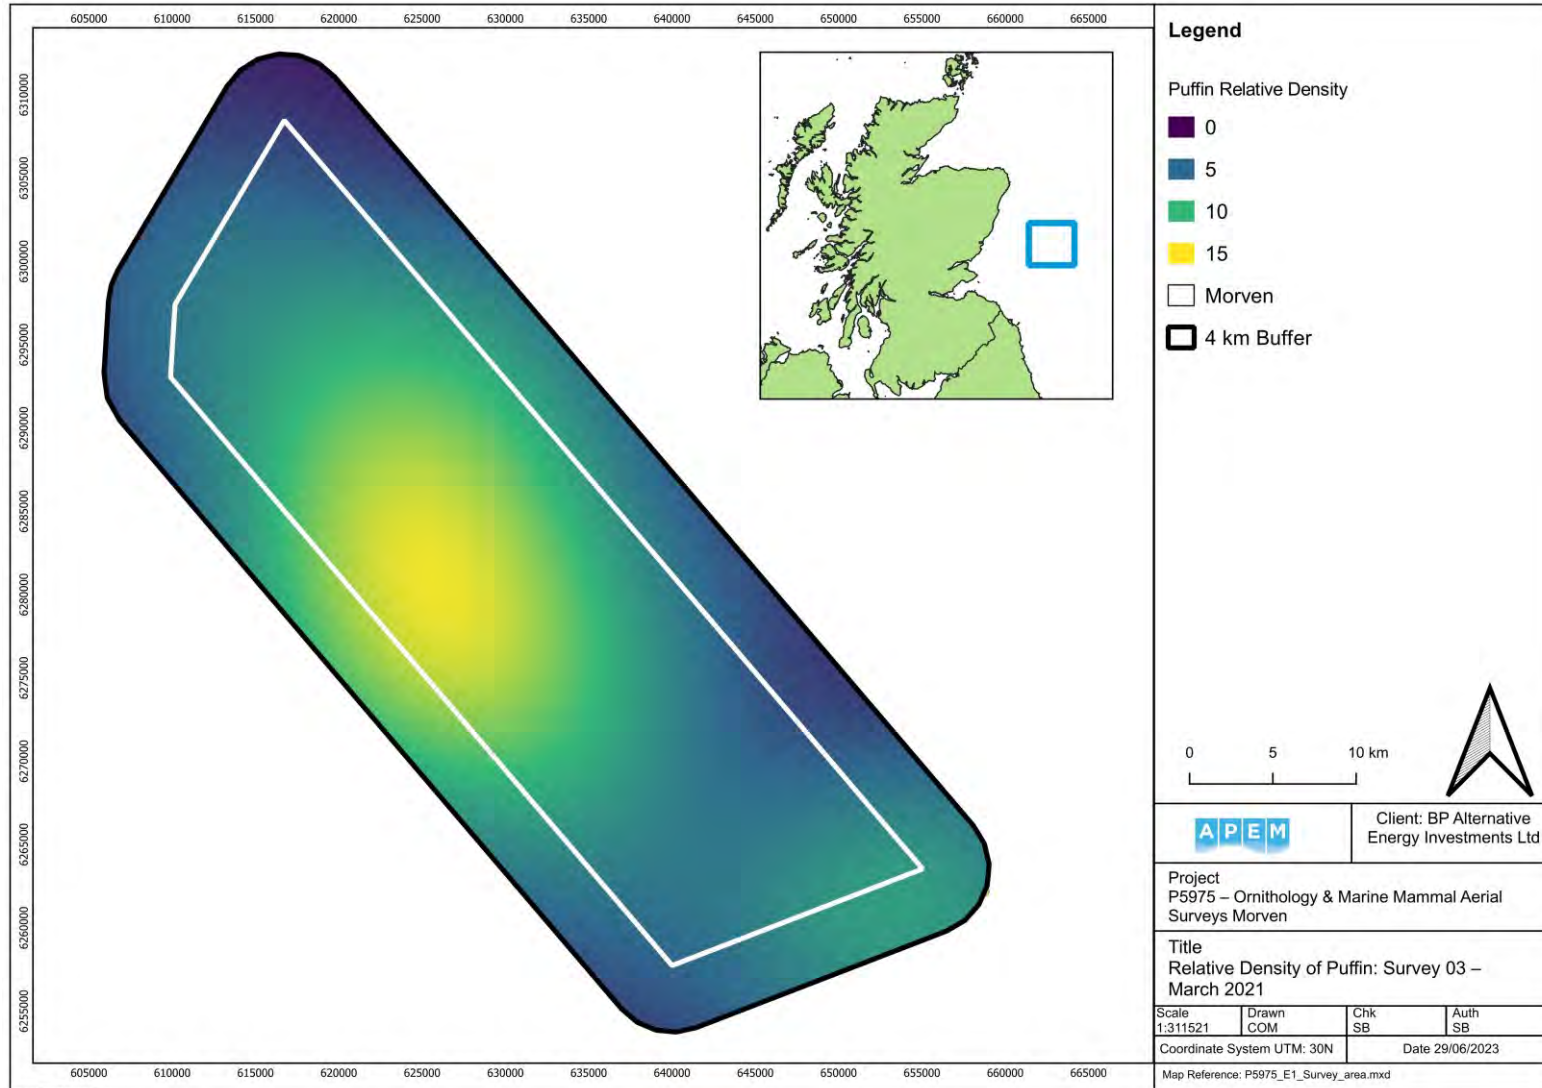 605000 610000 615000 620000 625000 630000 635000 640000 645000 650000 655000 660000 665000
6310000
6305000
6300000
6295000
6290000
6285000
6280000
6275000
6270000
6265000
6260000
6255000
605000 610000 615000 620000 625000 630000 635000 640000 645000 650000 655000 660000 665000
Legend
Puffin Relative Density
0
5
10
15
Morven
4 km Buffer
0 5 10 km
APEM
Client: BP Alternative
Energy Investments Ltd
Project
P5975 – Ornithology & Marine Mammal Aerial
Surveys Morven
Title
Relative Density of Puffin: Survey 03 –
March 2021
Scale Drawn Chk Auth
1:311521 COM SB SB
Coordinate System UTM: 30N Date 29/06/2023
Map Reference: P5975_E1_Survey_area.mxd